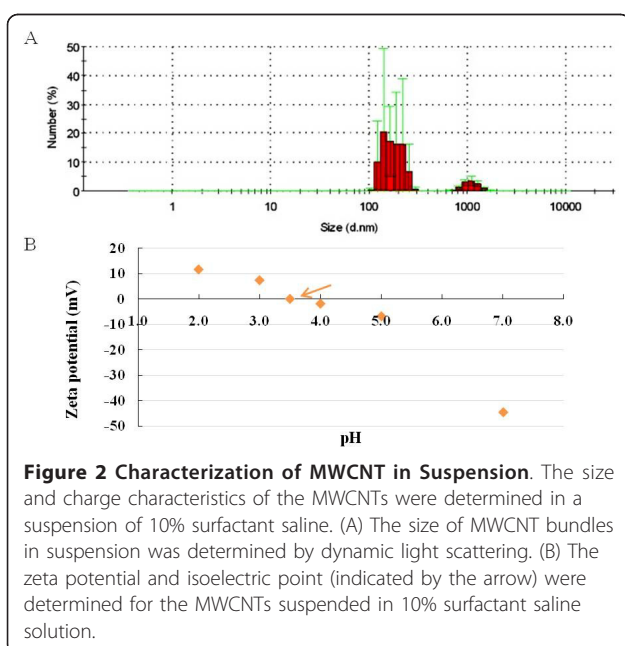 A
50
40
30
20
10
0
Number (%)
1 10 100 1000 10000
Size (d.nm)
B
20
10
0
-10
-20
-30
-40
-50
Zeta potential (mV)
1.0 2.0 3.0 4.0 5.0 6.0 7.0 8.0
pH
Figure 2 Characterization of MWCNT in Suspension. The size
and charge characteristics of the MWCNTs were determined in a
suspension of 10% surfactant saline. (A) The size of MWCNT bundles
in suspension was determined by dynamic light scattering. (B) The
zeta potential and isoelectric point (indicated by the arrow) were
determined for the MWCNTs suspended in 10% surfactant saline
solution.